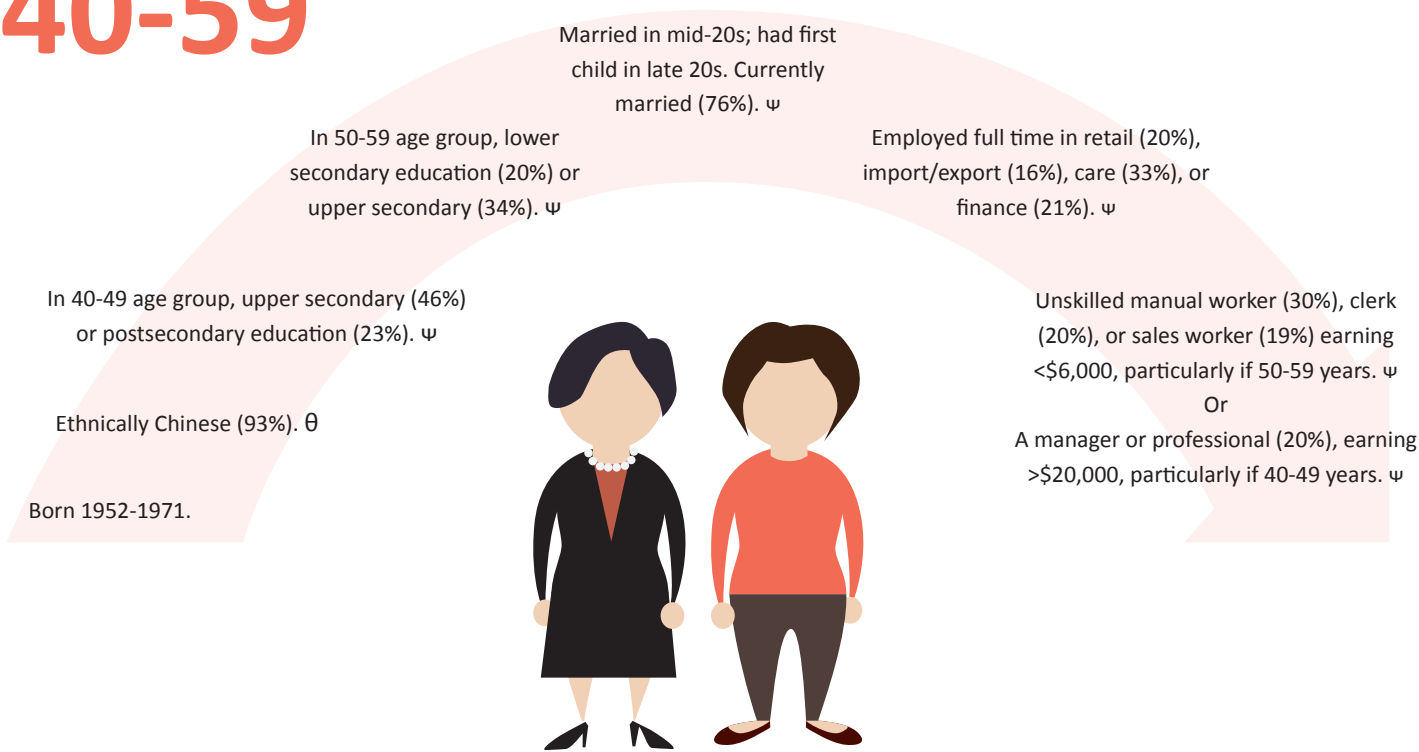 40-59
Married in mid-20s; had first
child in late 20s. Currently
married (76%). Ψ
In 50-59 age group, lower
secondary education (20%) or
upper secondary (34%). Ψ
Employed full time in retail (20%),
import/export (16%), care (33%), or
finance (21%). Ψ
In 40-49 age group, upper secondary (46%)
or postsecondary education (23%). Ψ
Unskilled manual worker (30%), clerk
(20%), or sales worker (19%) earning
<$6,000, particularly if 50-59 years. Ψ
Or
A manager or professional (20%), earning
>$20,000, particularly if 40-49 years. Ψ
Ethnically Chinese (93%). θ
Born 1952-1971.